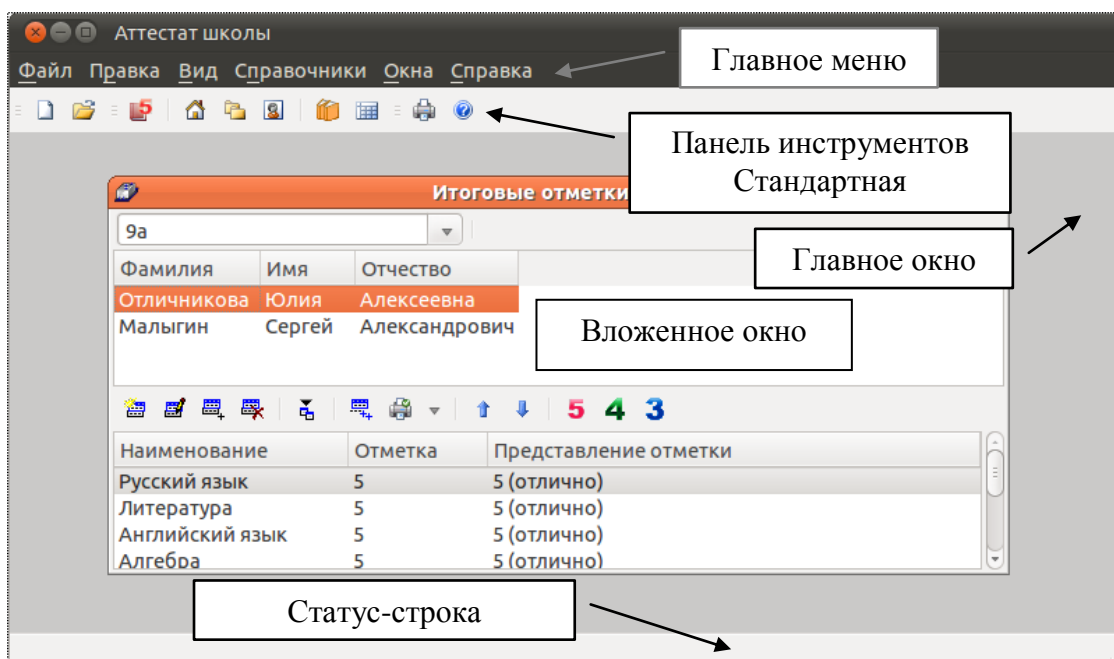 Аттестат школы
Главное меню
Файл Правка Вид Справочники Окна Справка
5
Панель инструментов
Стандартная
Итоговые отметки
9а
Главное окно
Фамилия Имя Отчество
Отличникова Юлия Алексеевна
Малыгин Сергей Александрович
Вложенное окно
5 4 3
Наименование Отметка Представление отметки
Русский язык 5 5 (отлично)
Литература 5 5 (отлично)
Английский язык 5 5 (отлично)
Алгебра 5 5 (отлично)
Статус-строка